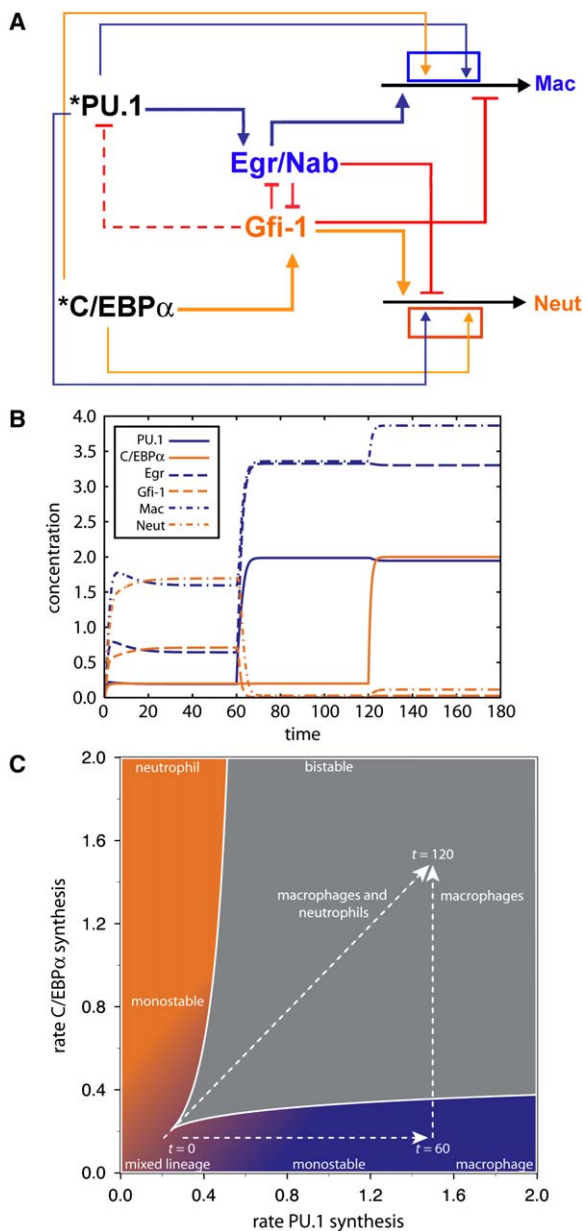 A
*PU.1
Mac
Egr/Nab
Gfi-1
*C/EBPα
Neut
B
concentration
4.0
3.5
3.0
2.5
2.0
1.5
1.0
0.5
0.0
PU.1
C/EBPα
Egr
Gfi-1
Mac
Neut
0 20 40 60 80 100 120 140 160 180
time
C
rate C/EBPα synthesis
2.0
1.6
1.2
0.8
0.4
0.0
neutrophil
bistable
t = 120
macrophages and
neutrophils
macrophages
monostable
t = 0
t = 60
mixed lineage
monostable
macrophage
0.0 0.4 0.8 1.2 1.6 2.0
rate PU.1 synthesis